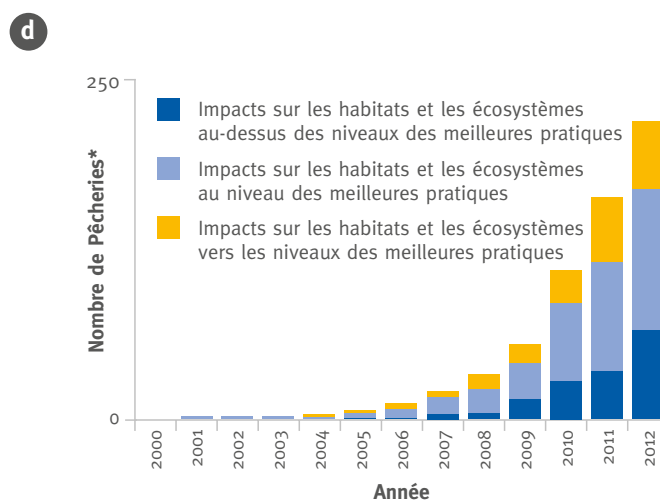 d
250
Impacts sur les habitats et les écosystèmes
au-dessus des niveaux des meilleures pratiques
Impacts sur les habitats et les écosystèmes
au niveau des meilleures pratiques
Impacts sur les habitats et les écosystèmes
vers les niveaux des meilleures pratiques
Nombre de Pêcheries*
0
2000
2001
2002
2003
2004
2005
2006
2007
2008
2009
2010
2011
2012
Année